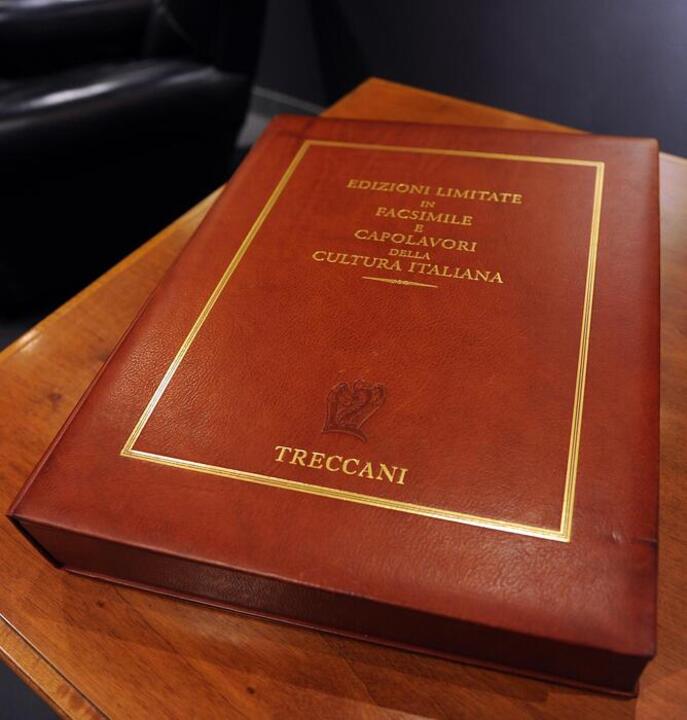 EDIZIONI LIMITATE
IN
FACSIMILE
E
CAPOLAVORI
DELLA
CULTURA ITALIANA
TRECCANI